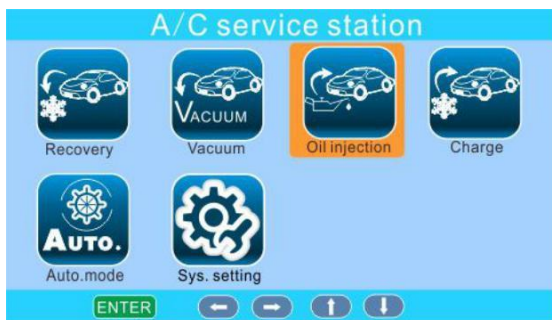 A/C service station
VACUUM
Recovery Vacuum Oil injection Charge
AUTO.
Auto.mode Sys. setting
ENTER